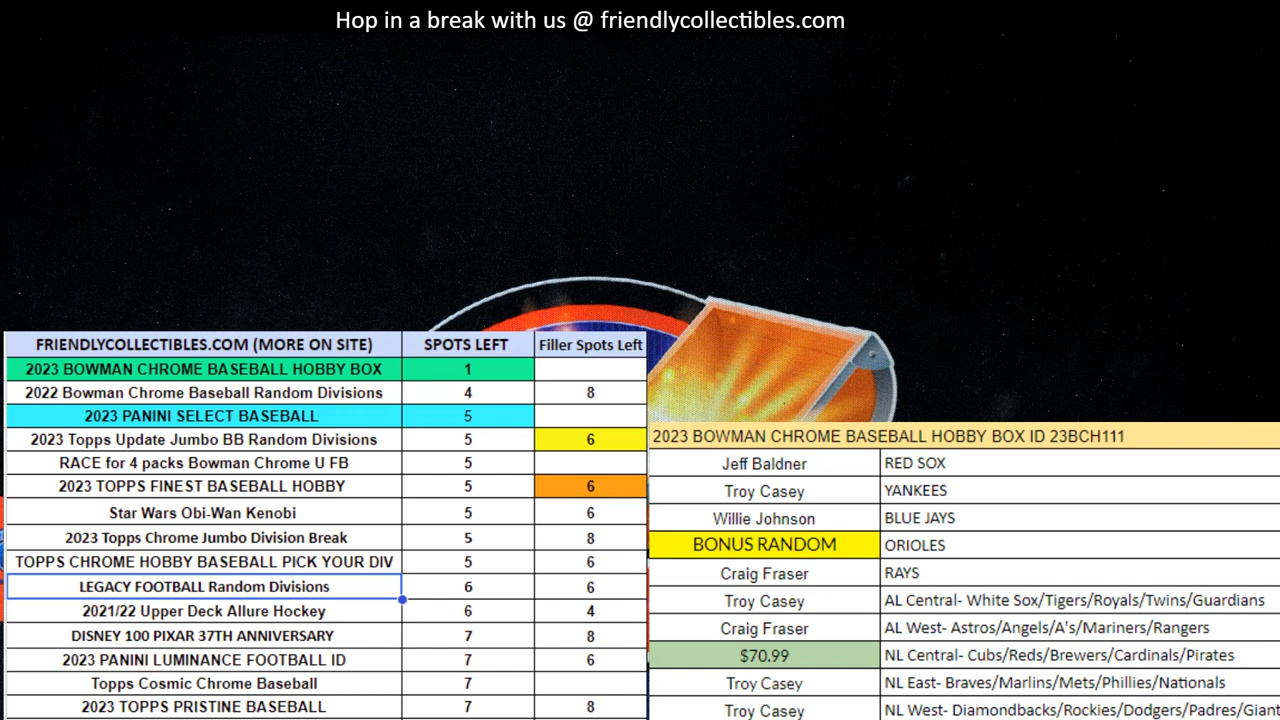 Hop in a break with us @ friendlycollectibles.com
FRIENDLYCOLLECTIBLES.COM (MORE ON SITE) SPOTS LEFT Filler Spots Left
2023 BOWMAN CHROME BASEBALL HOBBY BOX 1
2022 Bowman Chrome Baseball Random Divisions 4 8
2023 PANINI SELECT BASEBALL 5
2023 Topps Update Jumbo BB Random Divisions 5 6
RACE for 4 packs Bowman Chrome U FB 5
2023 TOPPS FINEST BASEBALL HOBBY 5 6
Star Wars Obi-Wan Kenobi 5 6
2023 Topps Chrome Jumbo Division Break 5 8
TOPPS CHROME HOBBY BASEBALL PICK YOUR DIV 5 6
LEGACY FOOTBALL Random Divisions 6 6
2021/22 Upper Deck Allure Hockey 6 4
DISNEY 100 PIXAR 37TH ANNIVERSARY 7 8
2023 PANINI LUMINANCE FOOTBALL ID 7 6
Topps Cosmic Chrome Baseball 7
2023 TOPPS PRISTINE BASEBALL 7 8
2023 BOWMAN CHROME BASEBALL HOBBY BOX ID 23BCH111
Jeff Baldner RED SOX
Troy Casey YANKEES
Willie Johnson BLUE JAYS
BONUS RANDOM ORIOLES
Craig Fraser RAYS
Troy Casey AL Central- White Sox/Tigers/Royals/Twins/Guardians
Craig Fraser AL West- Astros/Angels/A's/Mariners/Rangers
$70.99 NL Central- Cubs/Reds/Brewers/Cardinals/Pirates
Troy Casey NL East- Braves/Marlins/Mets/Phillies/Nationals
Troy Casey NL West- Diamondbacks/Rockies/Dodgers/Padres/Giant